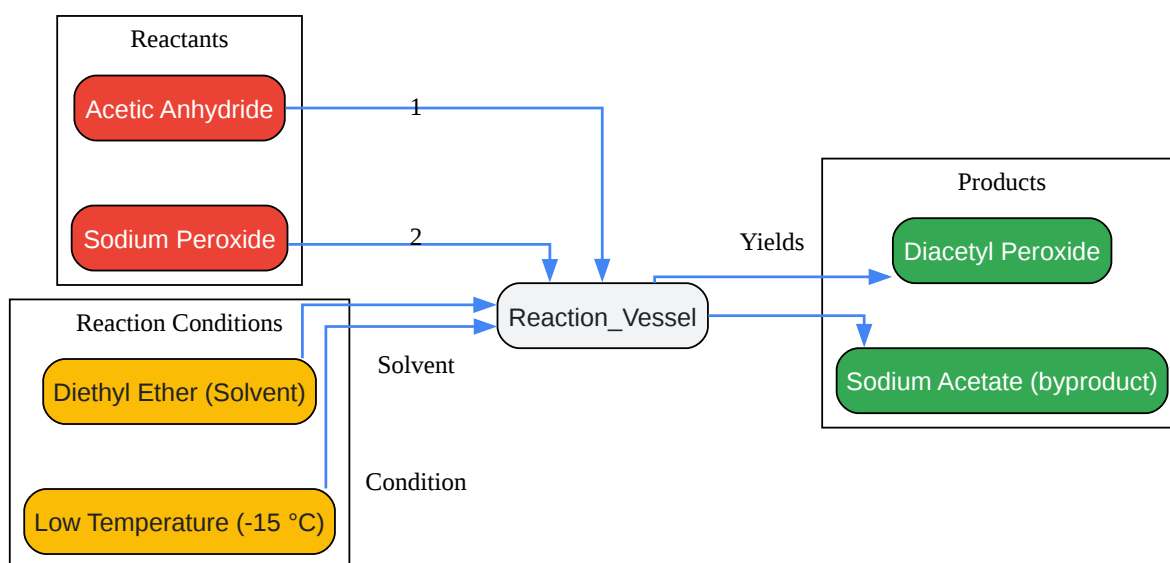 Reactants
Acetic Anhydride
1
Sodium Peroxide
2
Reaction Conditions
Diethyl Ether (Solvent)
Solvent
Low Temperature (-15 °C)
Condition
Reaction_Vessel
Yields
Products
Diacetyl Peroxide
Sodium Acetate (byproduct)